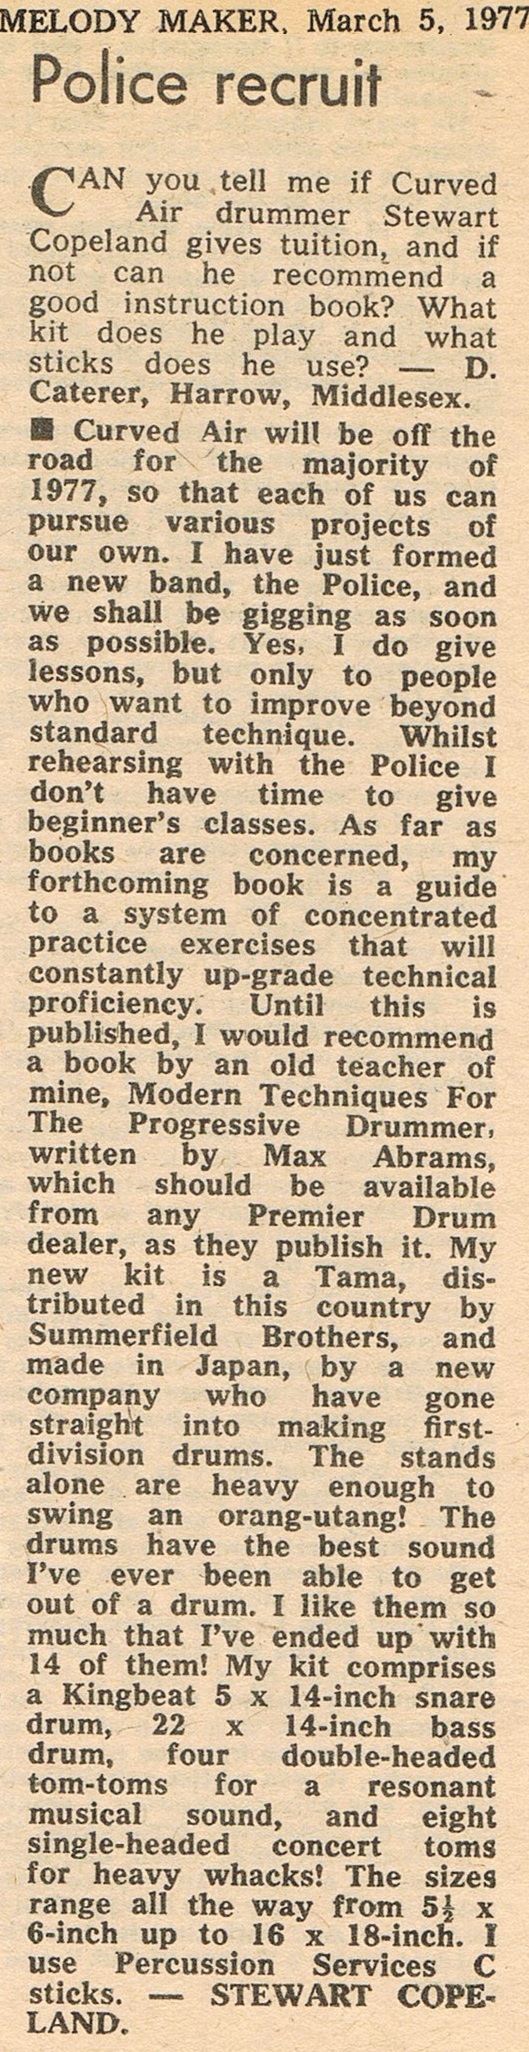 MELODY MAKER, March 5, 1977
Police recruit
CAN you tell me if Curved
Air drummer Stewart
Copeland gives tuition, and if
not can he recommend a
good instruction book? What
kit does he play and what
sticks does he use? — D.
Caterer, Harrow, Middlesex.
■ Curved Air will be off the
road for the majority of
1977, so that each of us can
pursue various projects of
our own. I have just formed
a new band, the Police, and
we shall be gigging as soon
as possible. Yes, I do give
lessons, but only to people
who want to improve beyond
standard technique. Whilst
rehearsing with the Police I
don't have time to give
beginner's classes. As far as
books are concerned, my
forthcoming book is a guide
to a system of concentrated
practice exercises that will
constantly up-grade technical
proficiency. Until this is
published, I would recommend
a book by an old teacher of
mine, Modern Techniques For
The Progressive Drummer,
written by Max Abrams,
which should be available
from any Premier Drum
dealer, as they publish it. My
new kit is a Tama, dis-
tributed in this country by
Summerfield Brothers, and
made in Japan, by a new
company who have gone
straight into making first-
division drums. The stands
alone are heavy enough to
swing an orang-utang! The
drums have the best sound
I've ever been able to get
out of a drum. I like them so
much that I've ended up with
14 of them! My kit comprises
a Kingbeat 5 x 14-inch snare
drum, 22 x 14-inch bass
drum, four double-headed
tom-toms for a resonant
musical sound, and eight
single-headed concert toms
for heavy whacks! The sizes
range all the way from 5½ x
6-inch up to 16 x 18-inch. I
use Percussion Services C
sticks. — STEWART COPE-
LAND.